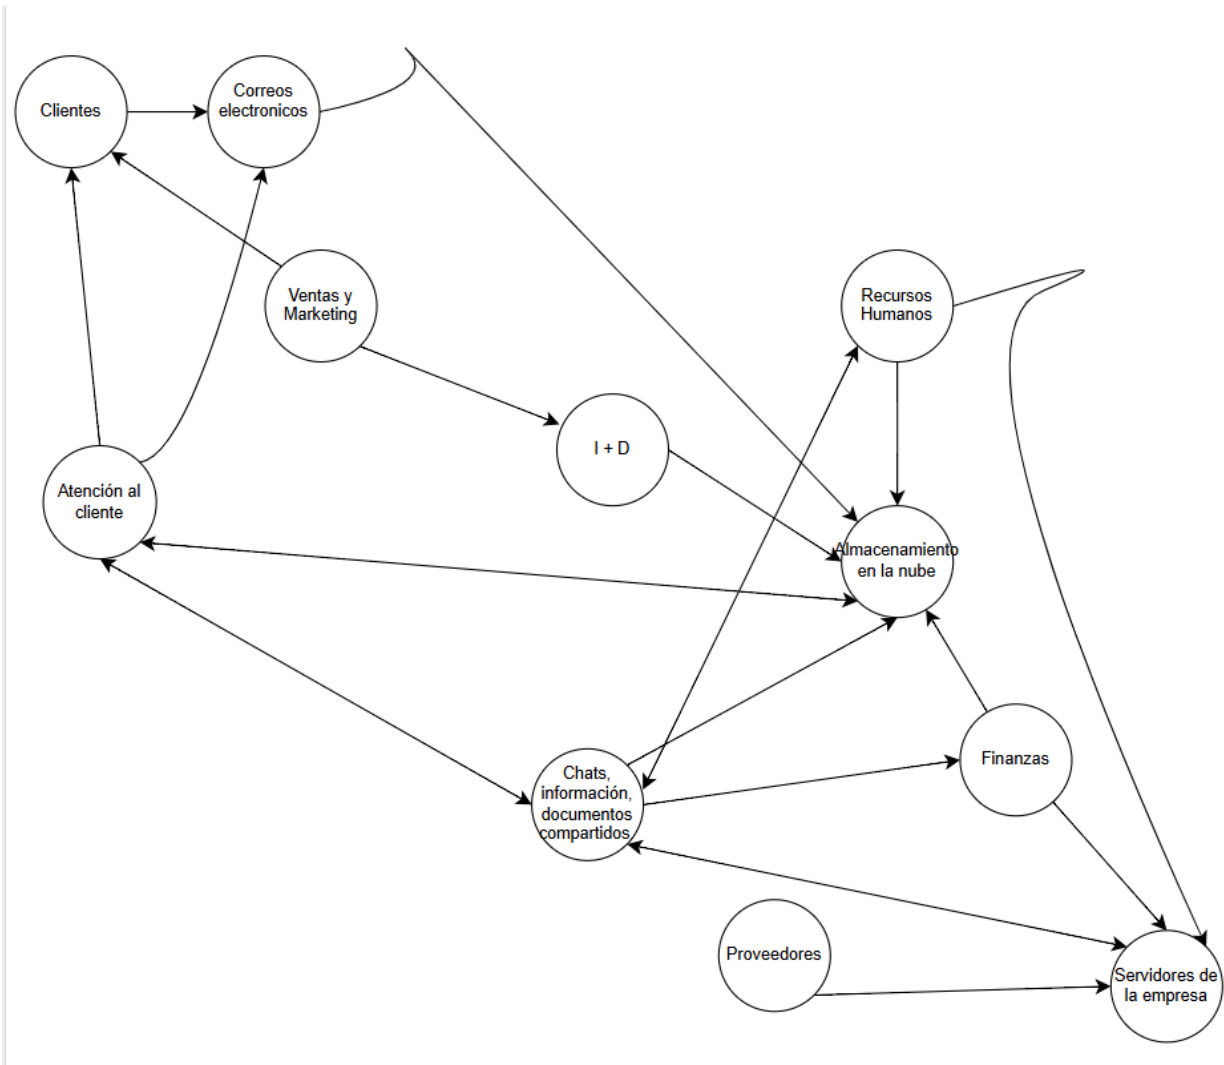 Clientes
Correos
electronicos
Ventas y
Marketing
Recursos
Humanos
I + D
Atención al
cliente
Almacenamiento
en la nube
Chats,
información,
documentos
compartidos
Finanzas
Proveedores
Servidores de
la empresa